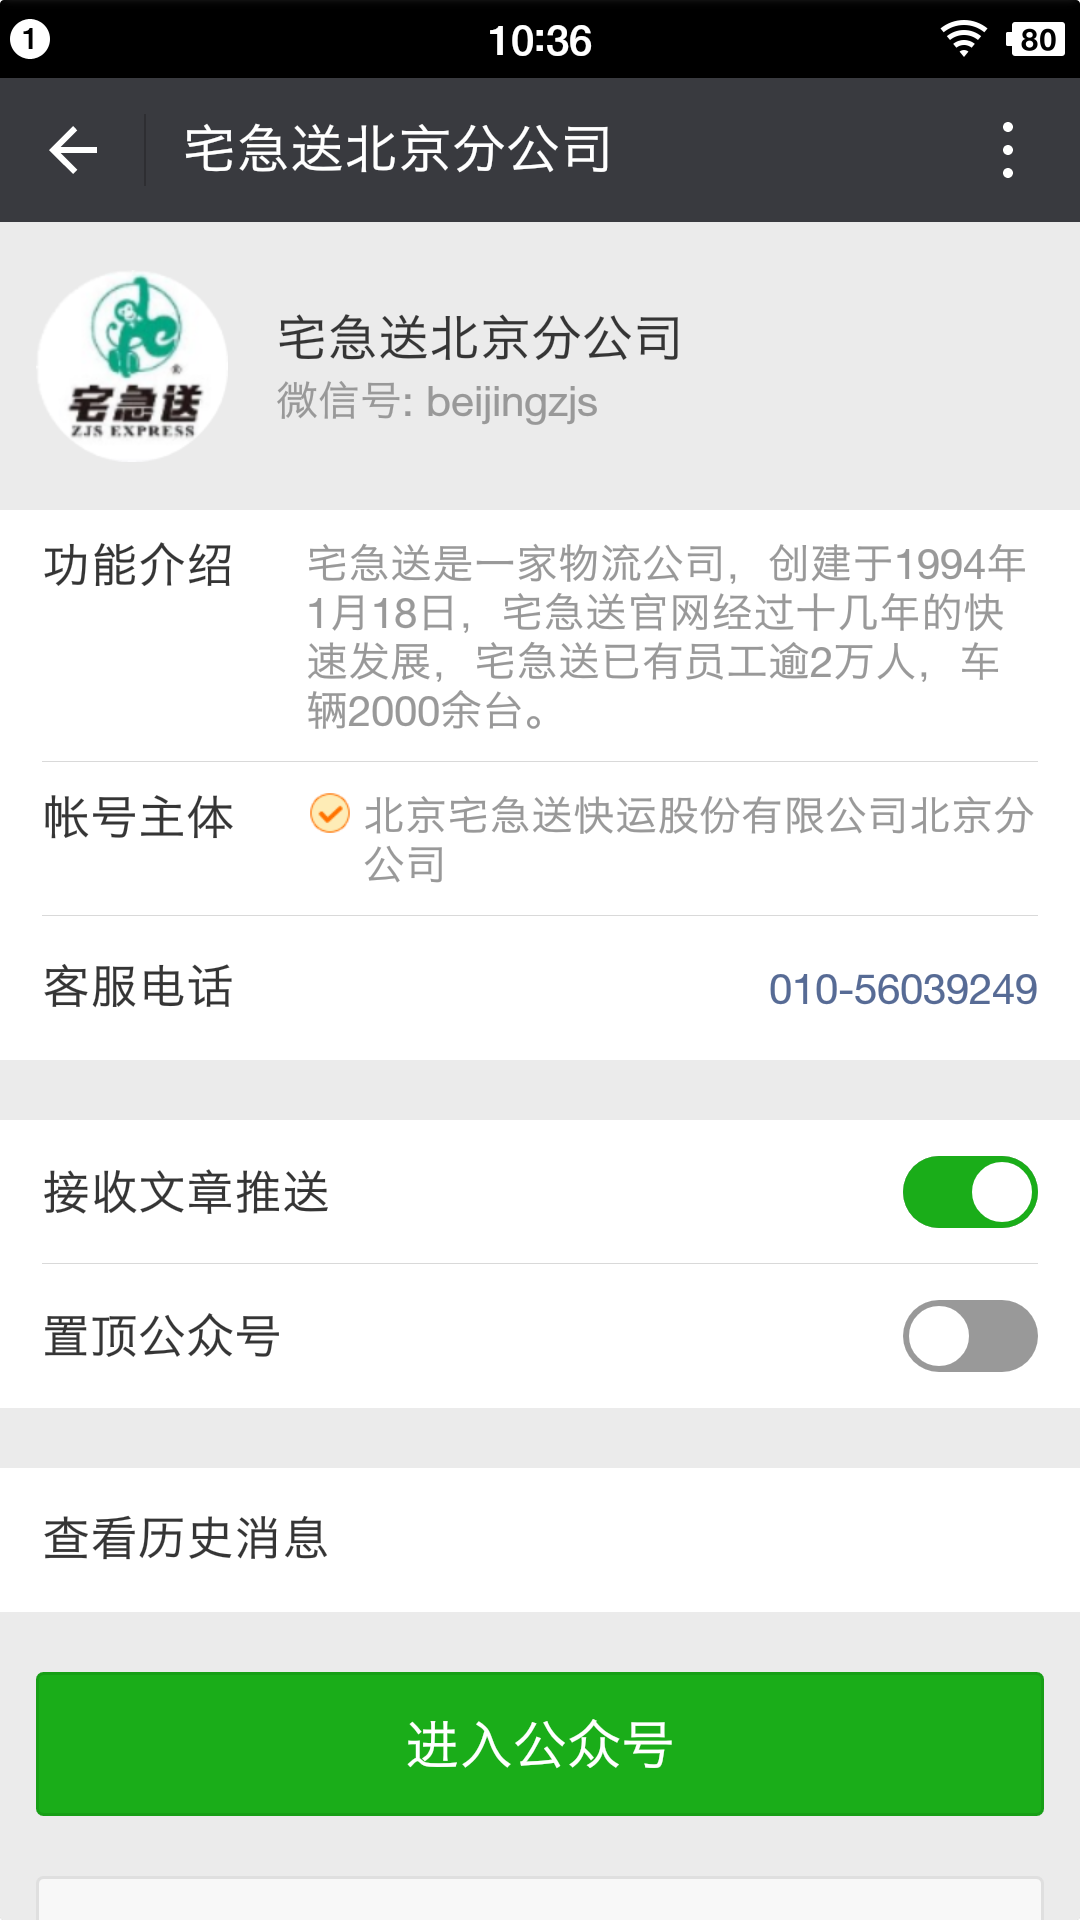 1
10:36
80
宅急送北京分公司
宅急送
ZJS EXPRESS
宅急送北京分公司
微信号: beijingzjs
功能介绍
宅急送是一家物流公司，创建于1994年
1月18日，宅急送官网经过十几年的快
速发展，宅急送已有员工逾2万人，车
辆2000余台。
帐号主体
北京宅急送快运股份有限公司北京分
公司
客服电话
010-56039249
接收文章推送
置顶公众号
查看历史消息
进入公众号